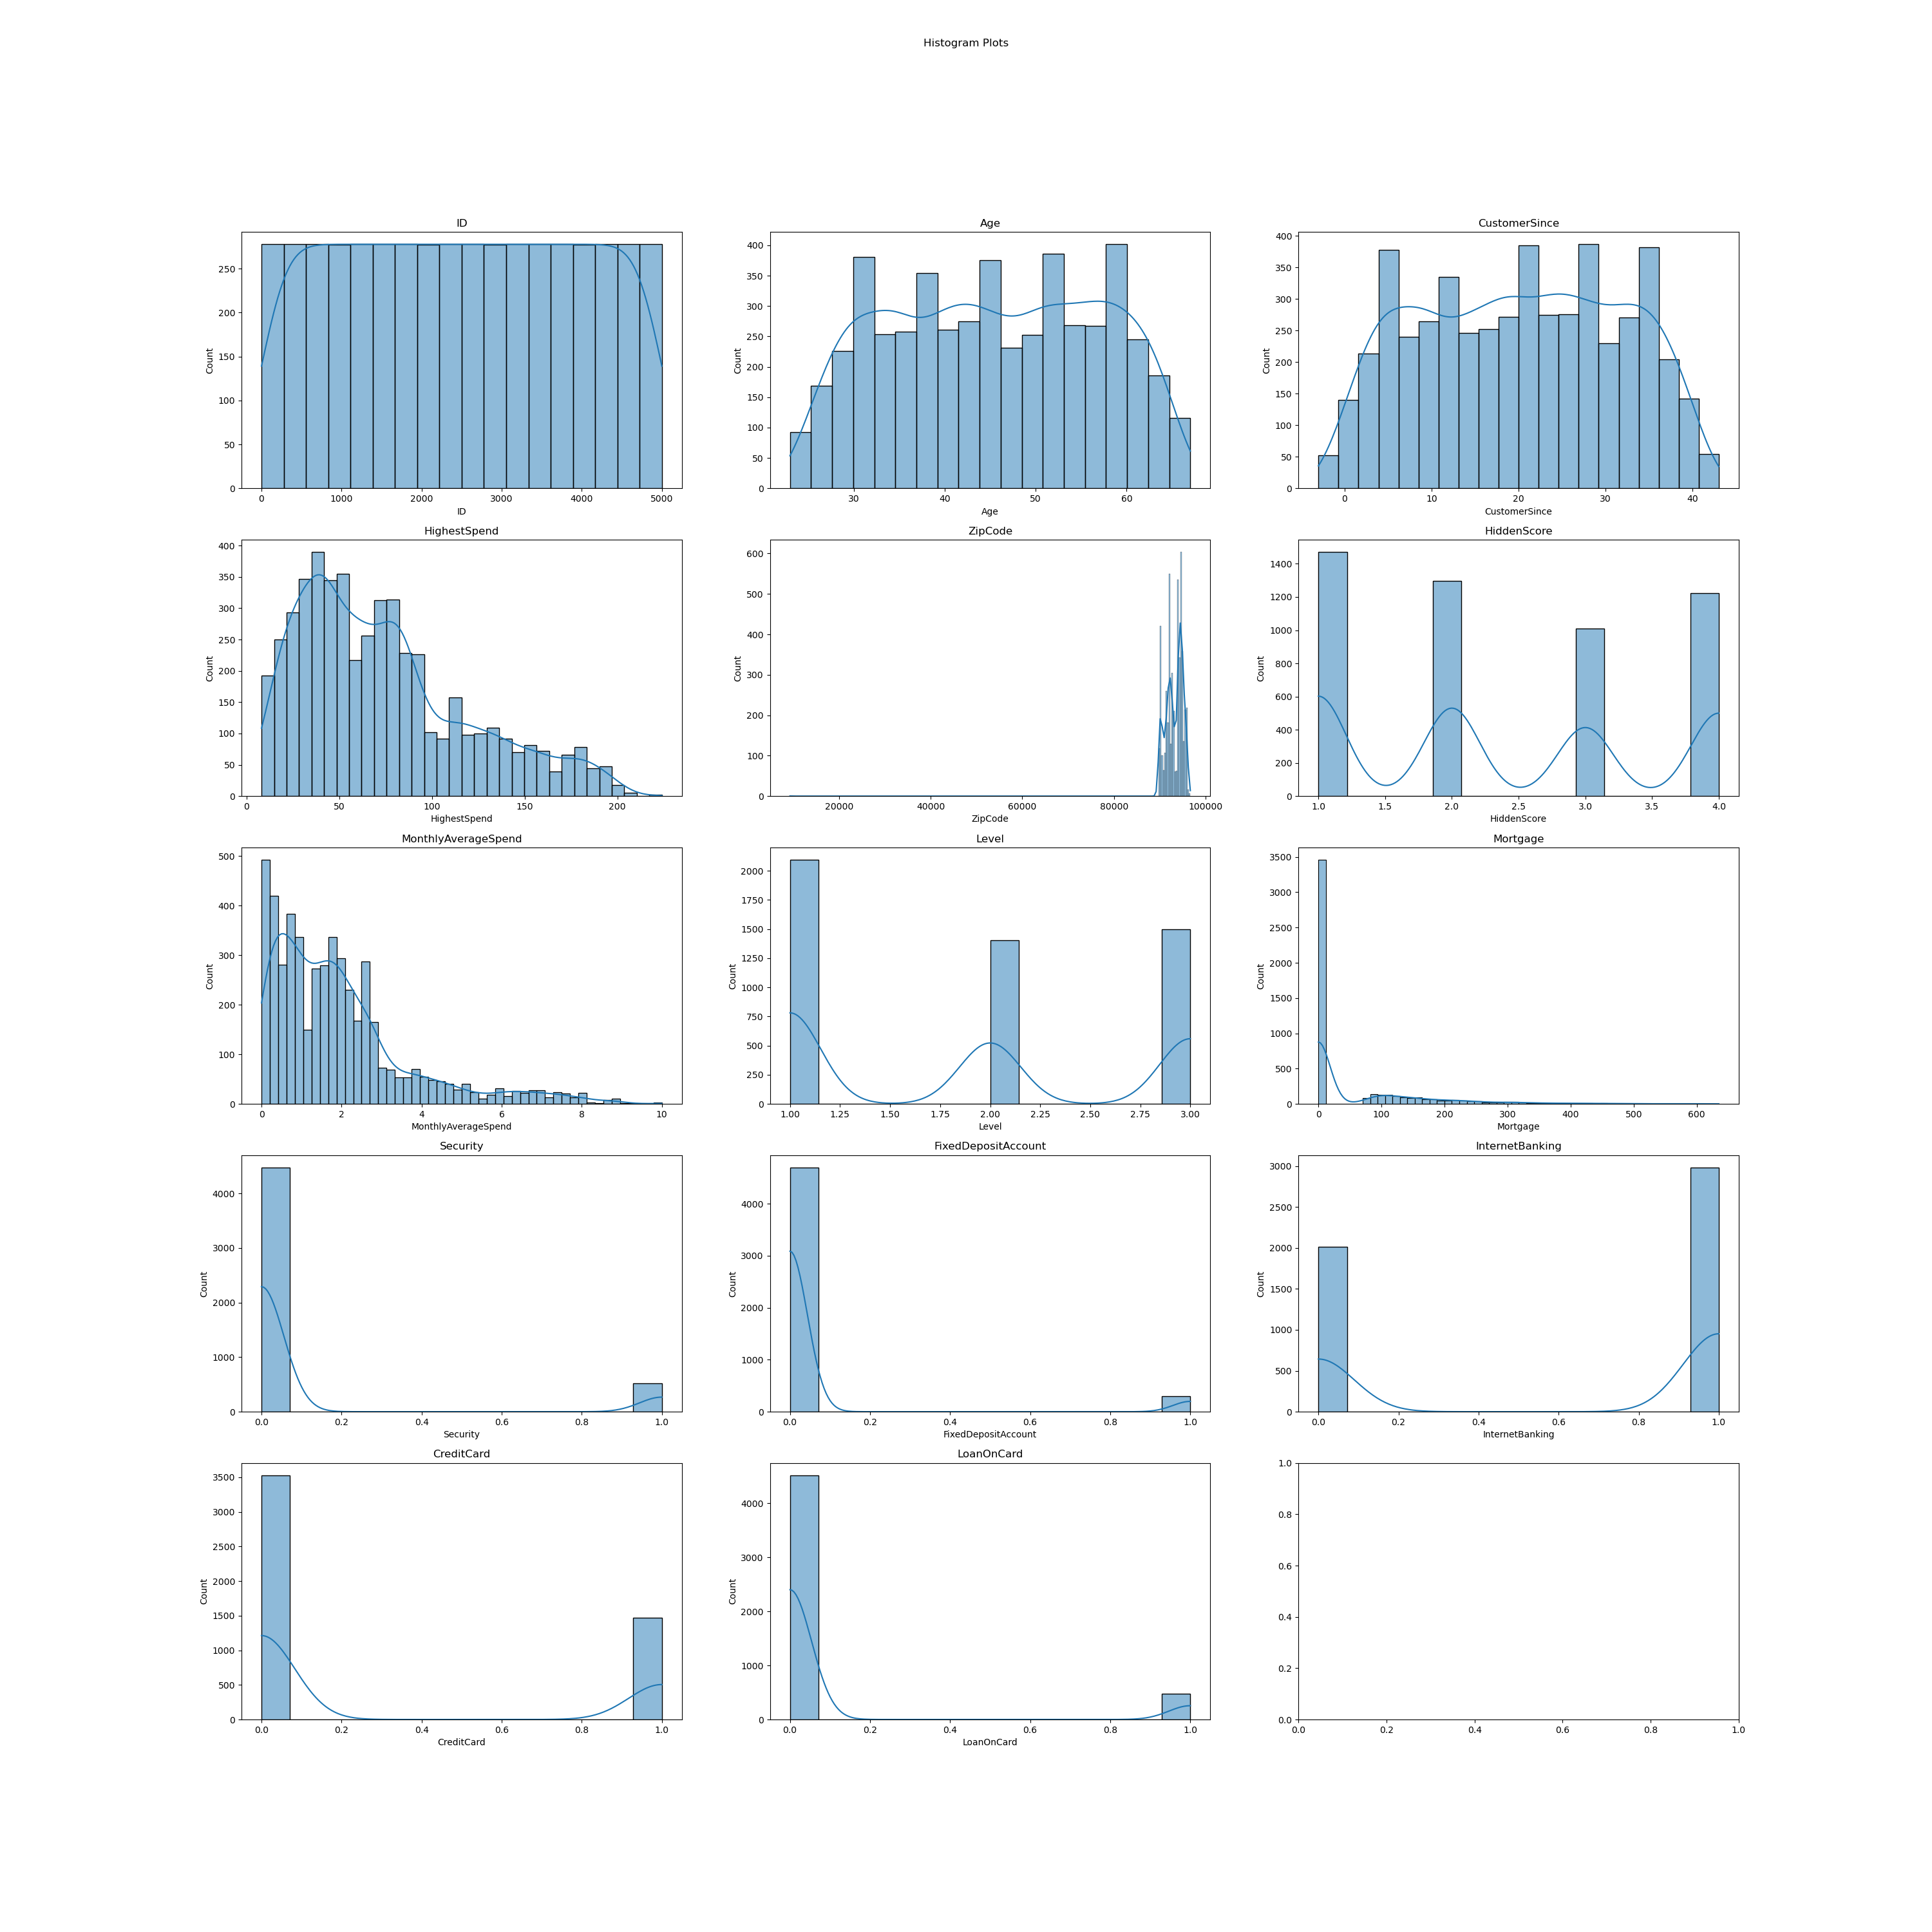 Histogram Plots
ID Age CustomerSince
Count
250
200
150
100
50
0
0 1000 2000 3000 4000 5000
ID
Count
400
350
300
250
200
150
100
50
0
30 40 50 60
Age
Count
400
350
300
250
200
150
100
50
0
0 10 20 30 40
CustomerSince
HighestSpend
Count
400
350
300
250
200
150
100
50
0
0 50 100 150 200
HighestSpend
ZipCode
Count
600
500
400
300
200
100
0
20000 40000 60000 80000 100000
ZipCode
HiddenScore
Count
1400
1200
1000
800
600
400
200
0
1.0 1.5 2.0 2.5 3.0 3.5 4.0
HiddenScore
MonthlyAverageSpend
Count
500
400
300
200
100
0
0 2 4 6 8 10
MonthlyAverageSpend
Level
Count
2000
1750
1500
1250
1000
750
500
250
0
1.00 1.25 1.50 1.75 2.00 2.25 2.50 2.75 3.00
Level
Mortgage
Count
3500
3000
2500
2000
1500
1000
500
0
0 100 200 300 400 500 600
Mortgage
Security
Count
4000
3000
2000
1000
0
0.0 0.2 0.4 0.6 0.8 1.0
Security
FixedDepositAccount
Count
4000
3000
2000
1000
0
0.0 0.2 0.4 0.6 0.8 1.0
FixedDepositAccount
InternetBanking
Count
3000
2500
2000
1500
1000
500
0
0.0 0.2 0.4 0.6 0.8 1.0
InternetBanking
CreditCard
Count
3500
3000
2500
2000
1500
1000
500
0
0.0 0.2 0.4 0.6 0.8 1.0
CreditCard
LoanOnCard
Count
4000
3000
2000
1000
0
0.0 0.2 0.4 0.6 0.8 1.0
LoanOnCard
1.0
0.8
0.6
0.4
0.2
0.0
0.0 0.2 0.4 0.6 0.8 1.0